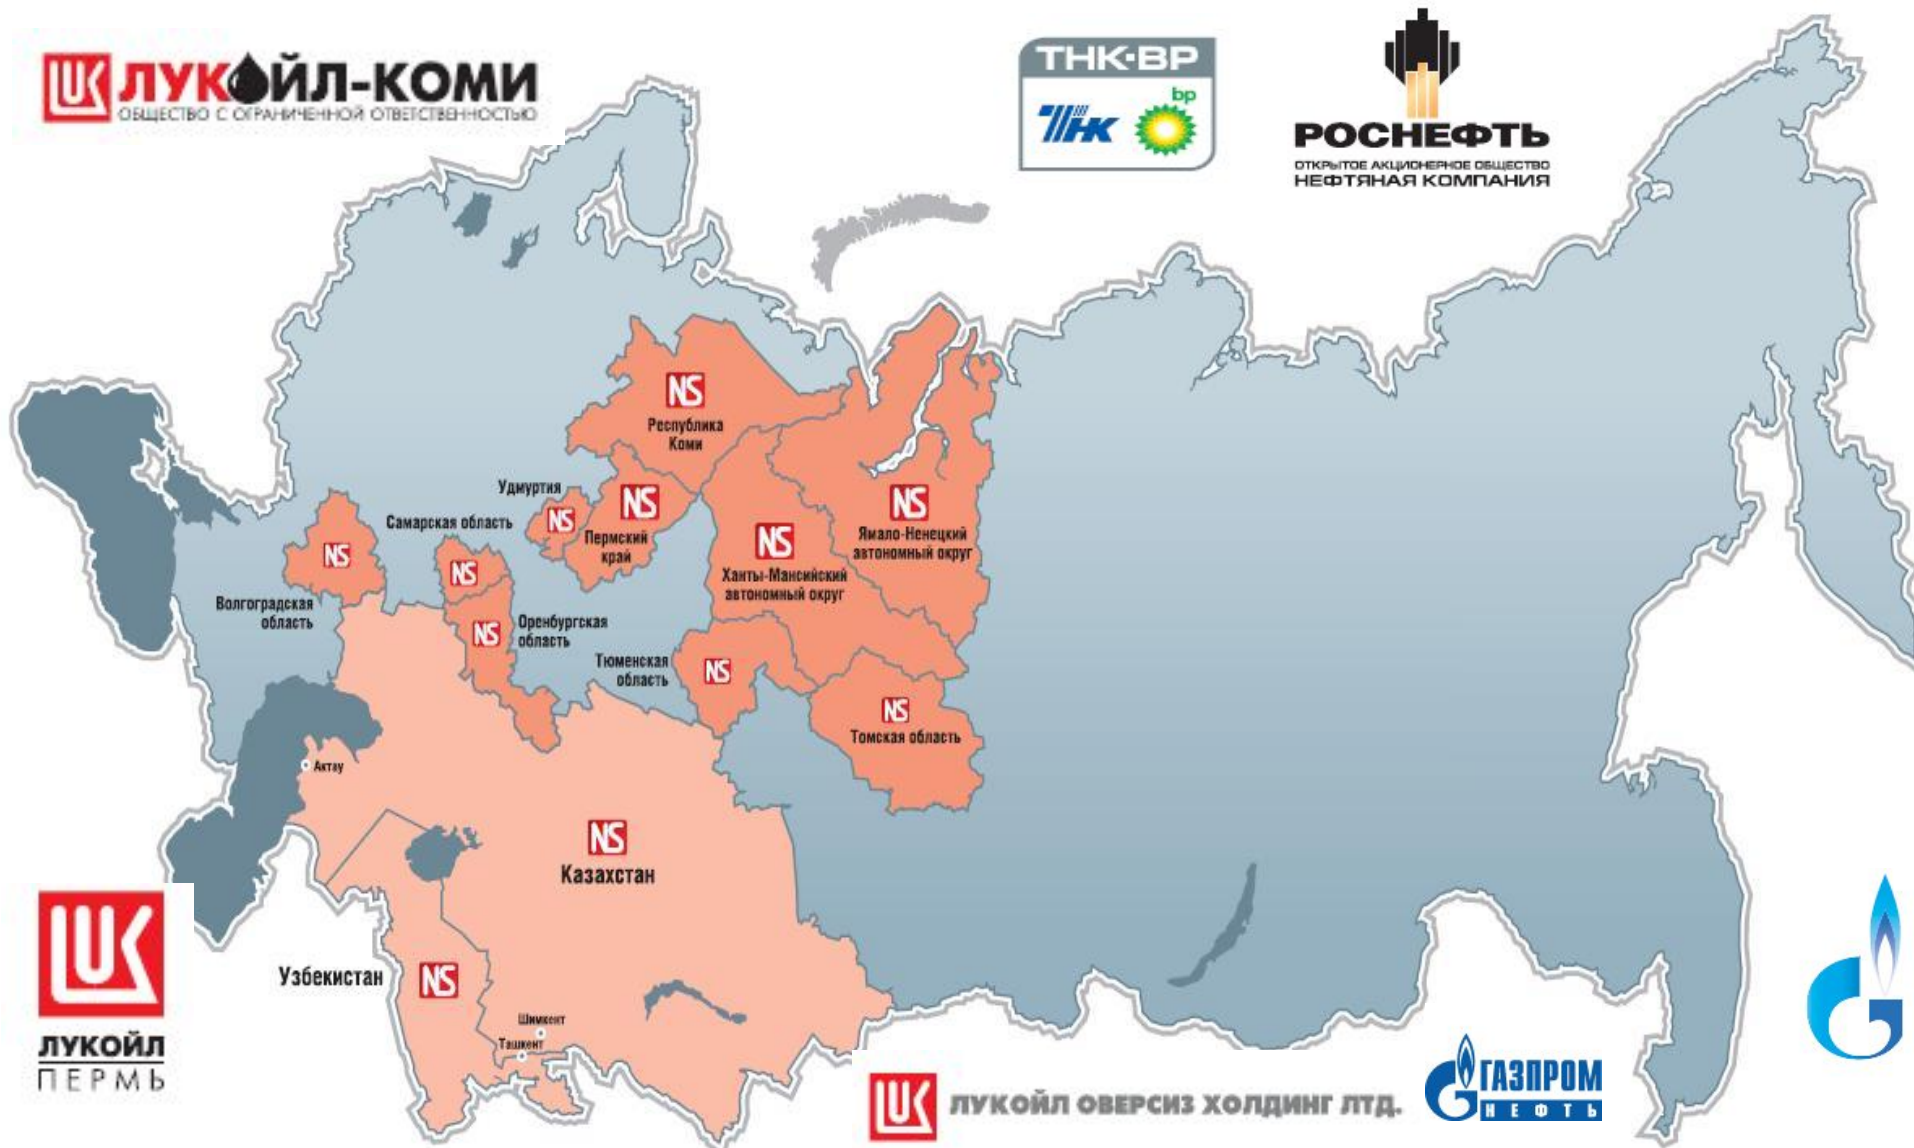 ЛУКОЙЛ-КОМИ
ОБЩЕСТВО С ОГРАНИЧЕННОЙ ОТВЕТСТВЕННОСТЬЮ
ТНК-ВР
ТНК
bp
РОСНЕФТЬ
ОТКРЫТОЕ АКЦИОНЕРНОЕ ОБЩЕСТВО
НЕФТЯНАЯ КОМПАНИЯ
NS
Республика
Коми
Удмуртия
NS
NS
Пермский
край
Самарская область
NS
NS
Волгоградская
область
NS
Оренбургская
область
NS
Ханты-Мансийский
автономный округ
NS
Ямало-Ненецкий
автономный округ
Тюменская
область
NS
NS
Томская область
Актау
NS
Казахстан
Узбекистан
NS
Шимкент
Ташкент
LUK
ЛУКОЙЛ
ПЕРМЬ
LUK
ЛУКОЙЛ ОВЕРСИЗ ХОЛДИНГ ЛТД.
ГАЗПРОМ
НЕФТЬ